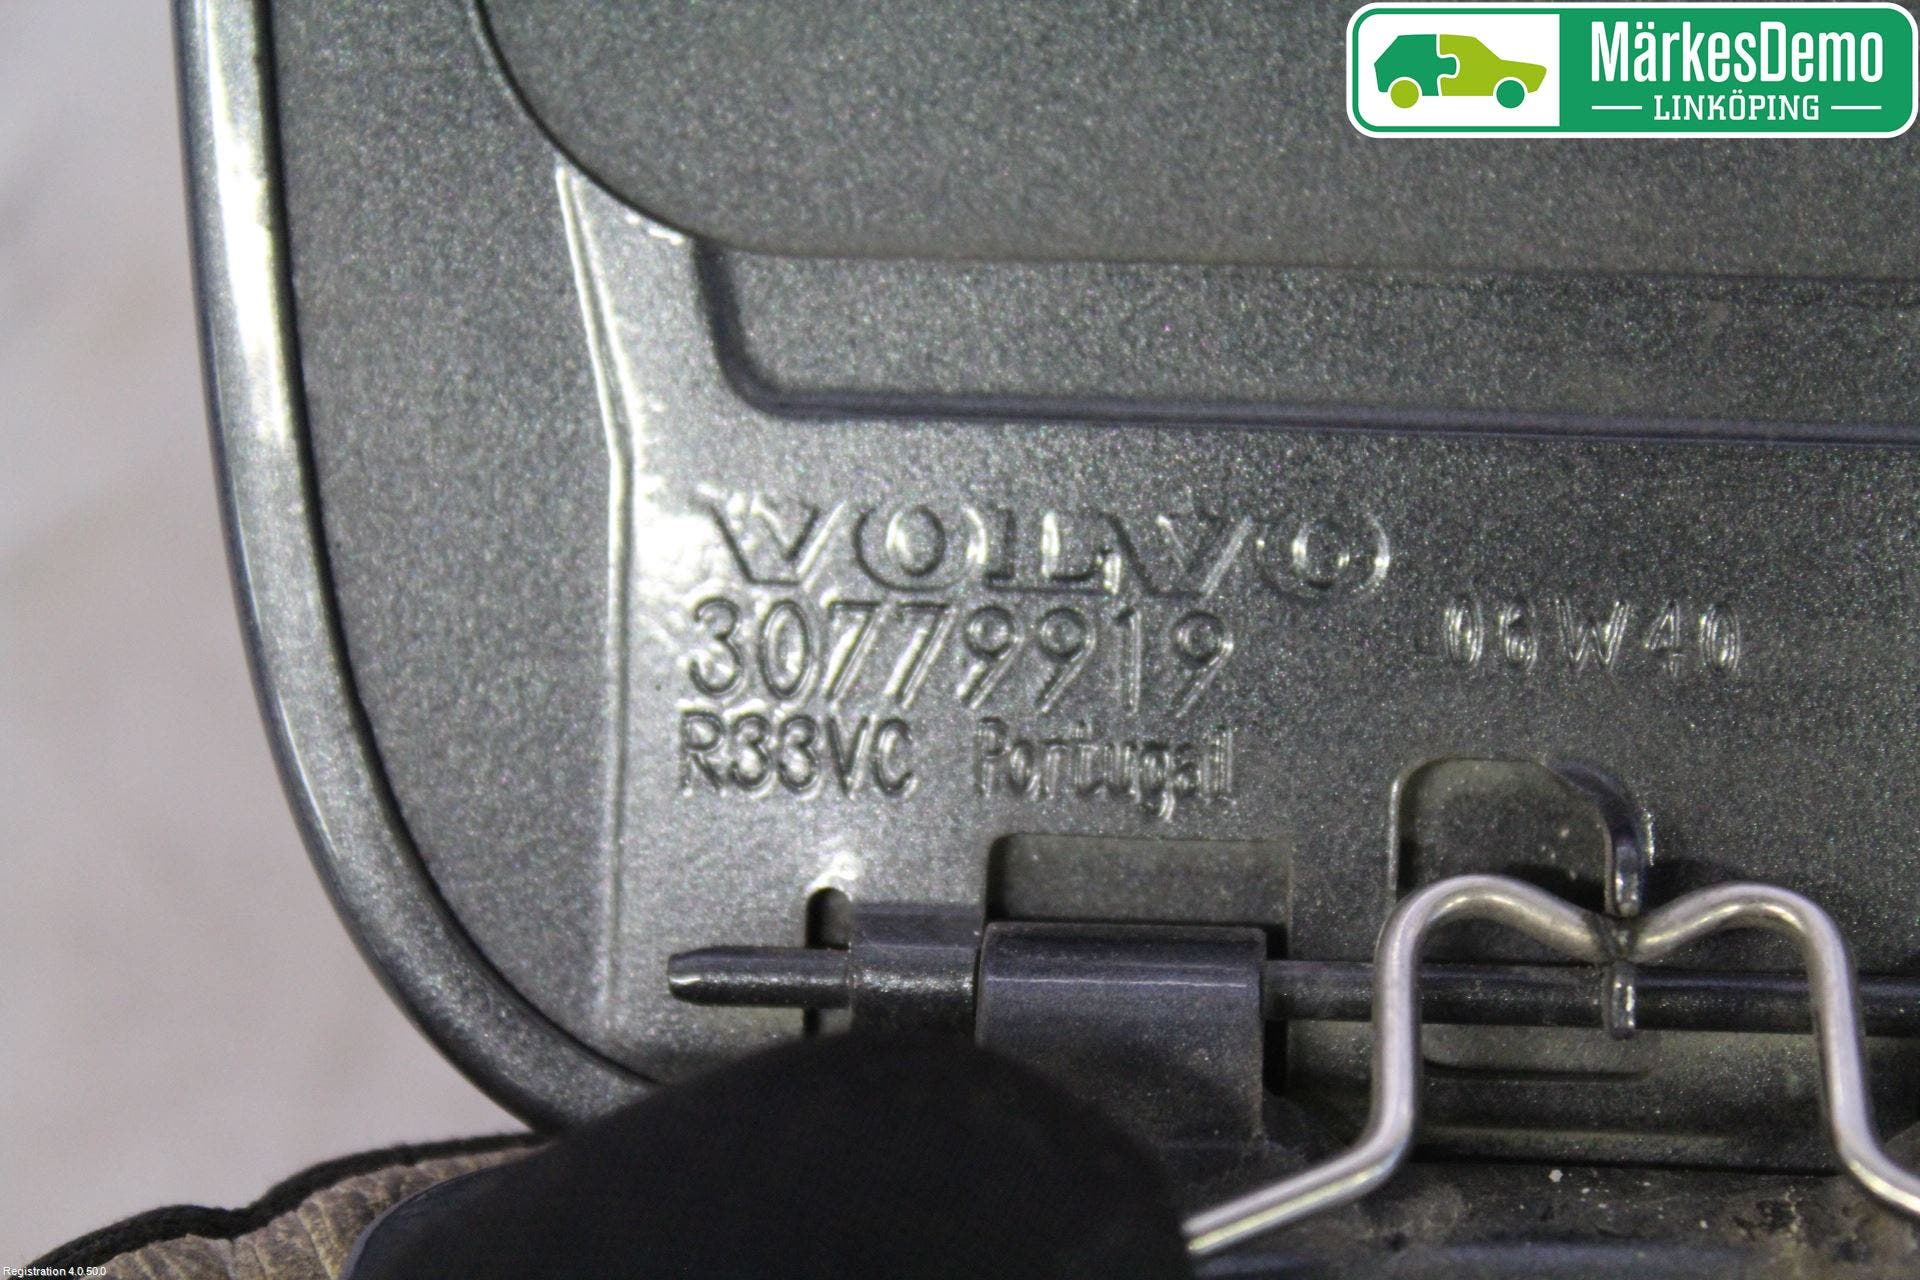 MärkesDemo
LINKÖPING
VOLVO
30779919
06W40
R33VC Portugal
Registration 4.0.50.0